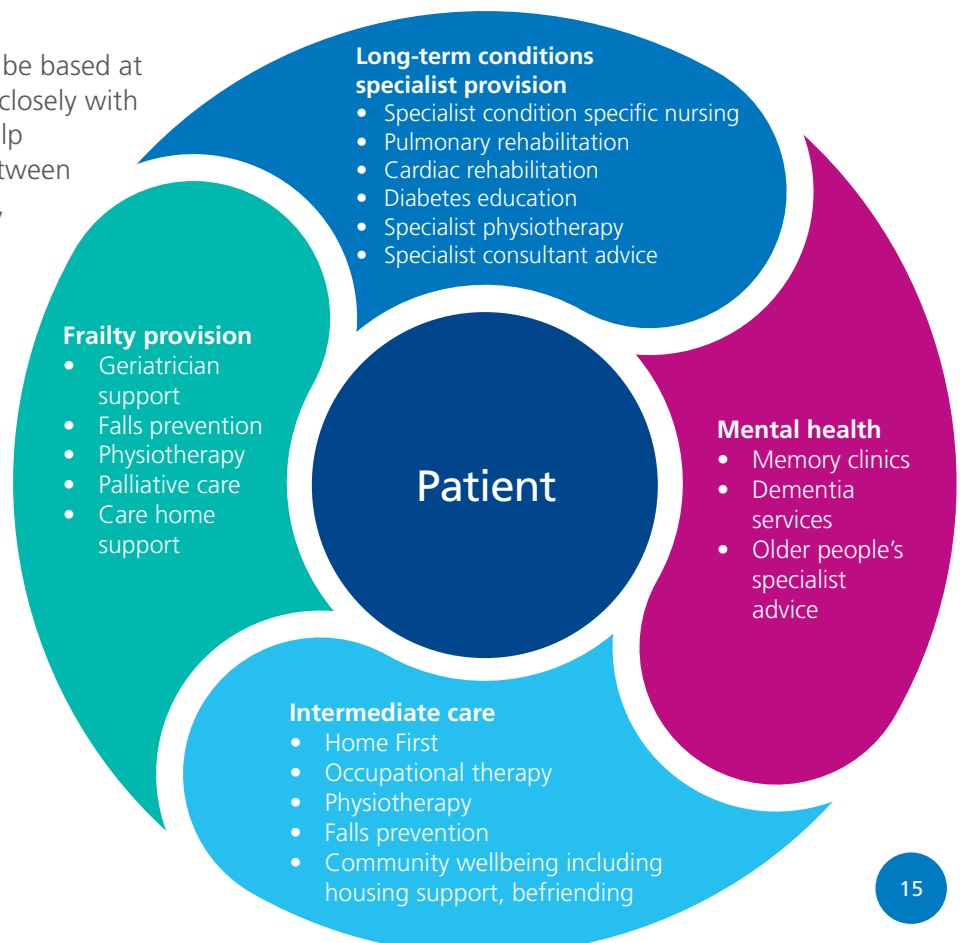 be based at
closely with
lp
tween
Long-term conditions
specialist provision
• Specialist condition specific nursing
• Pulmonary rehabilitation
• Cardiac rehabilitation
• Diabetes education
• Specialist physiotherapy
• Specialist consultant advice
Frailty provision
• Geriatrician
support
• Falls prevention
• Physiotherapy
• Palliative care
• Care home
support
Patient
Mental health
• Memory clinics
• Dementia
services
• Older people's
specialist
advice
Intermediate care
• Home First
• Occupational therapy
• Physiotherapy
• Falls prevention
• Community wellbeing including
housing support, befriending
15